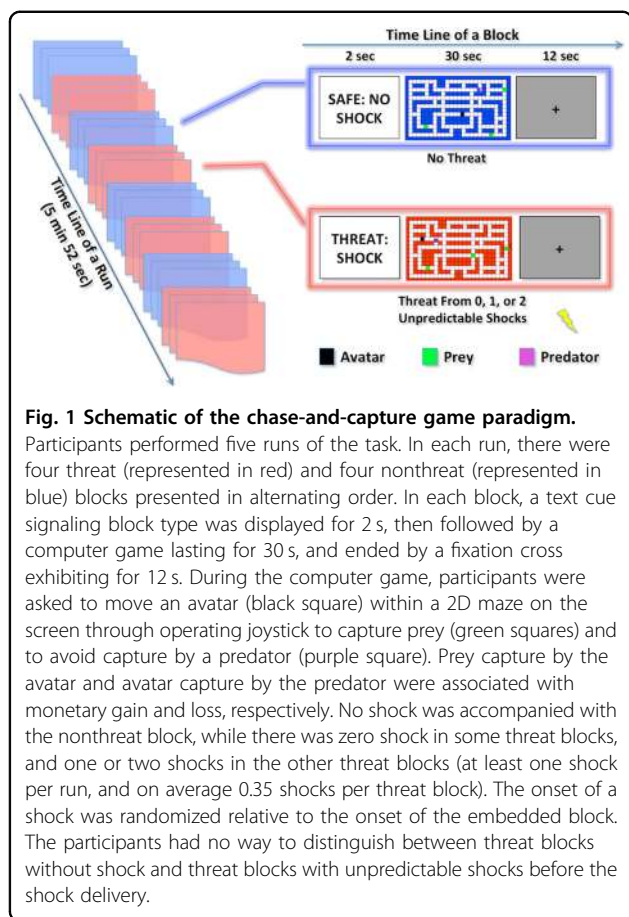 Time Line of a Block
2 sec 30 sec 12 sec
SAFE: NO
SHOCK
+
No Threat
Time Line of a Run
(5 min 52 sec)
THREAT:
SHOCK
+
Threat From 0, 1, or 2
Unpredictable Shocks
Avatar Prey Predator
Fig. 1 Schematic of the chase-and-capture game paradigm.
Participants performed five runs of the task. In each run, there were
four threat (represented in red) and four nonthreat (represented in
blue) blocks presented in alternating order. In each block, a text cue
signaling block type was displayed for 2 s, then followed by a
computer game lasting for 30 s, and ended by a fixation cross
exhibiting for 12 s. During the computer game, participants were
asked to move an avatar (black square) within a 2D maze on the
screen through operating joystick to capture prey (green squares) and
to avoid capture by a predator (purple square). Prey capture by the
avatar and avatar capture by the predator were associated with
monetary gain and loss, respectively. No shock was accompanied with
the nonthreat block, while there was zero shock in some threat blocks,
and one or two shocks in the other threat blocks (at least one shock
per run, and on average 0.35 shocks per threat block). The onset of a
shock was randomized relative to the onset of the embedded block.
The participants had no way to distinguish between threat blocks
without shock and threat blocks with unpredictable shocks before the
shock delivery.